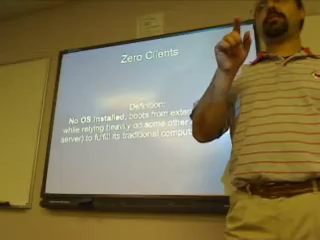 Zero Clients
Definition:
No OS installed, boots from exter
while relying heavily on some other
server) to fulfill its traditional comput